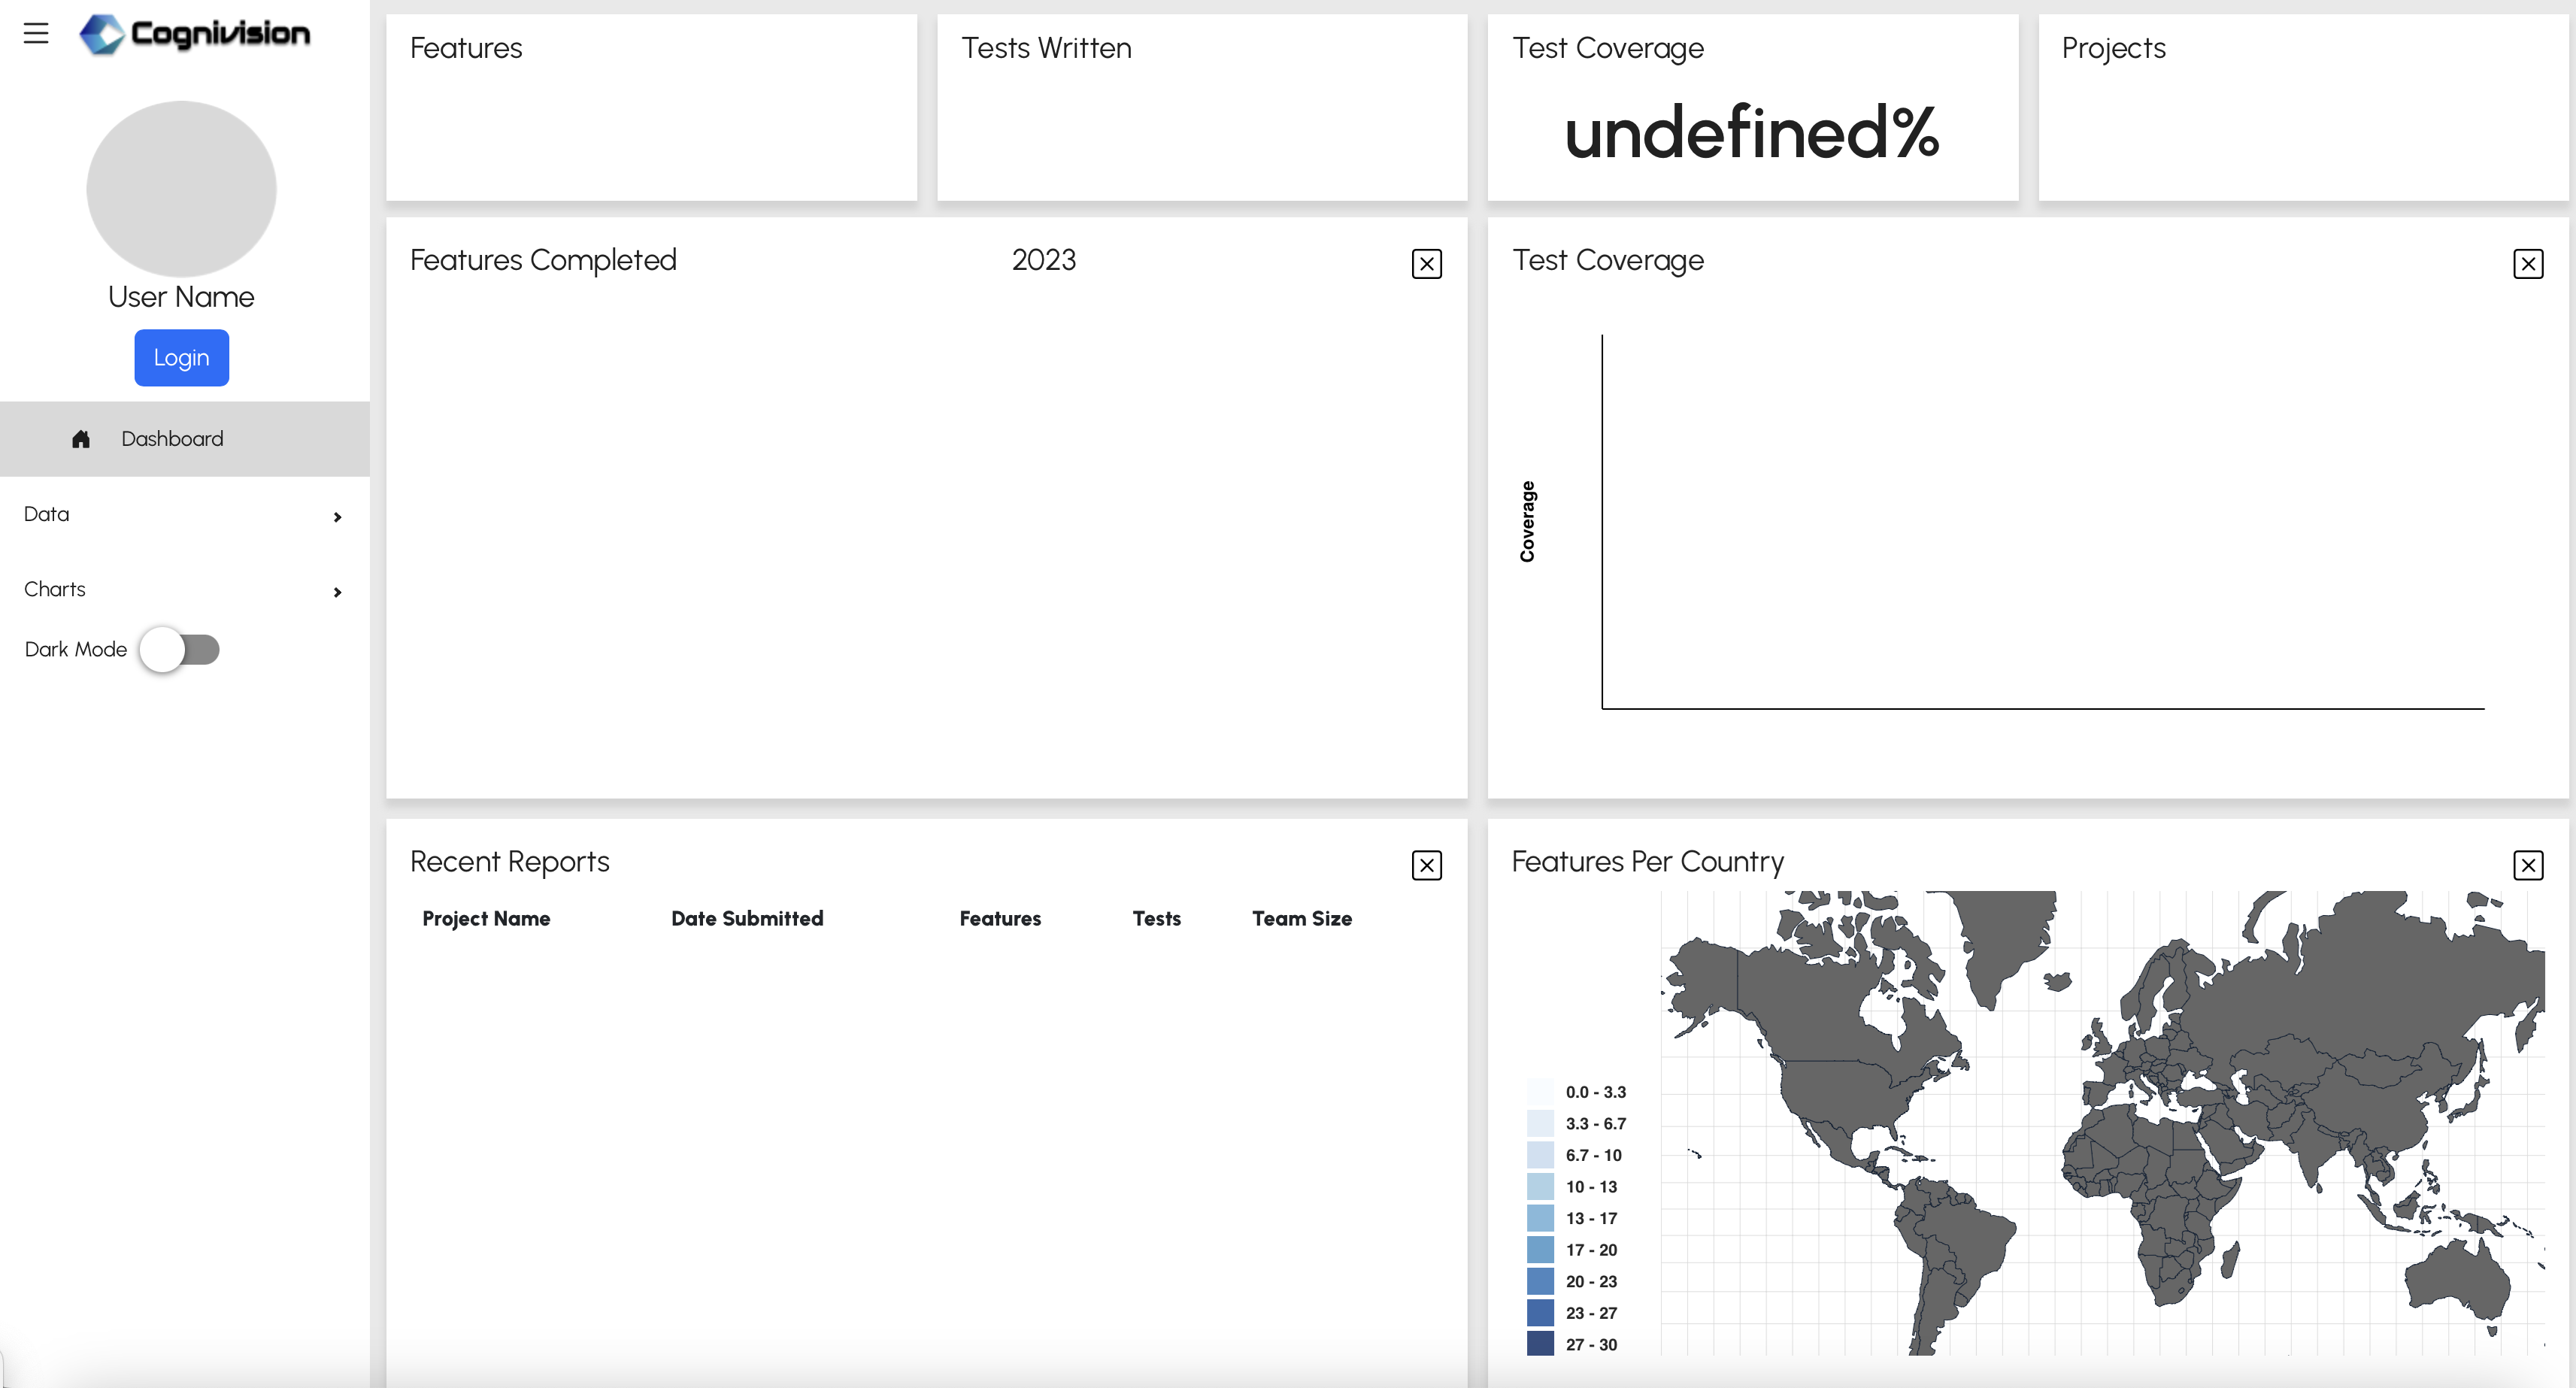 Cognivision
User Name
Login
Dashboard
Data
Charts
Dark Mode
Features
Tests Written
Test Coverage
undefined%
Projects
Features Completed
2023
Test Coverage
Coverage
Recent Reports
Project Name Date Submitted Features Tests Team Size
Features Per Country
0.0 - 3.3
3.3 - 6.7
6.7 - 10
10 - 13
13 - 17
17 - 20
20 - 23
23 - 27
27 - 30